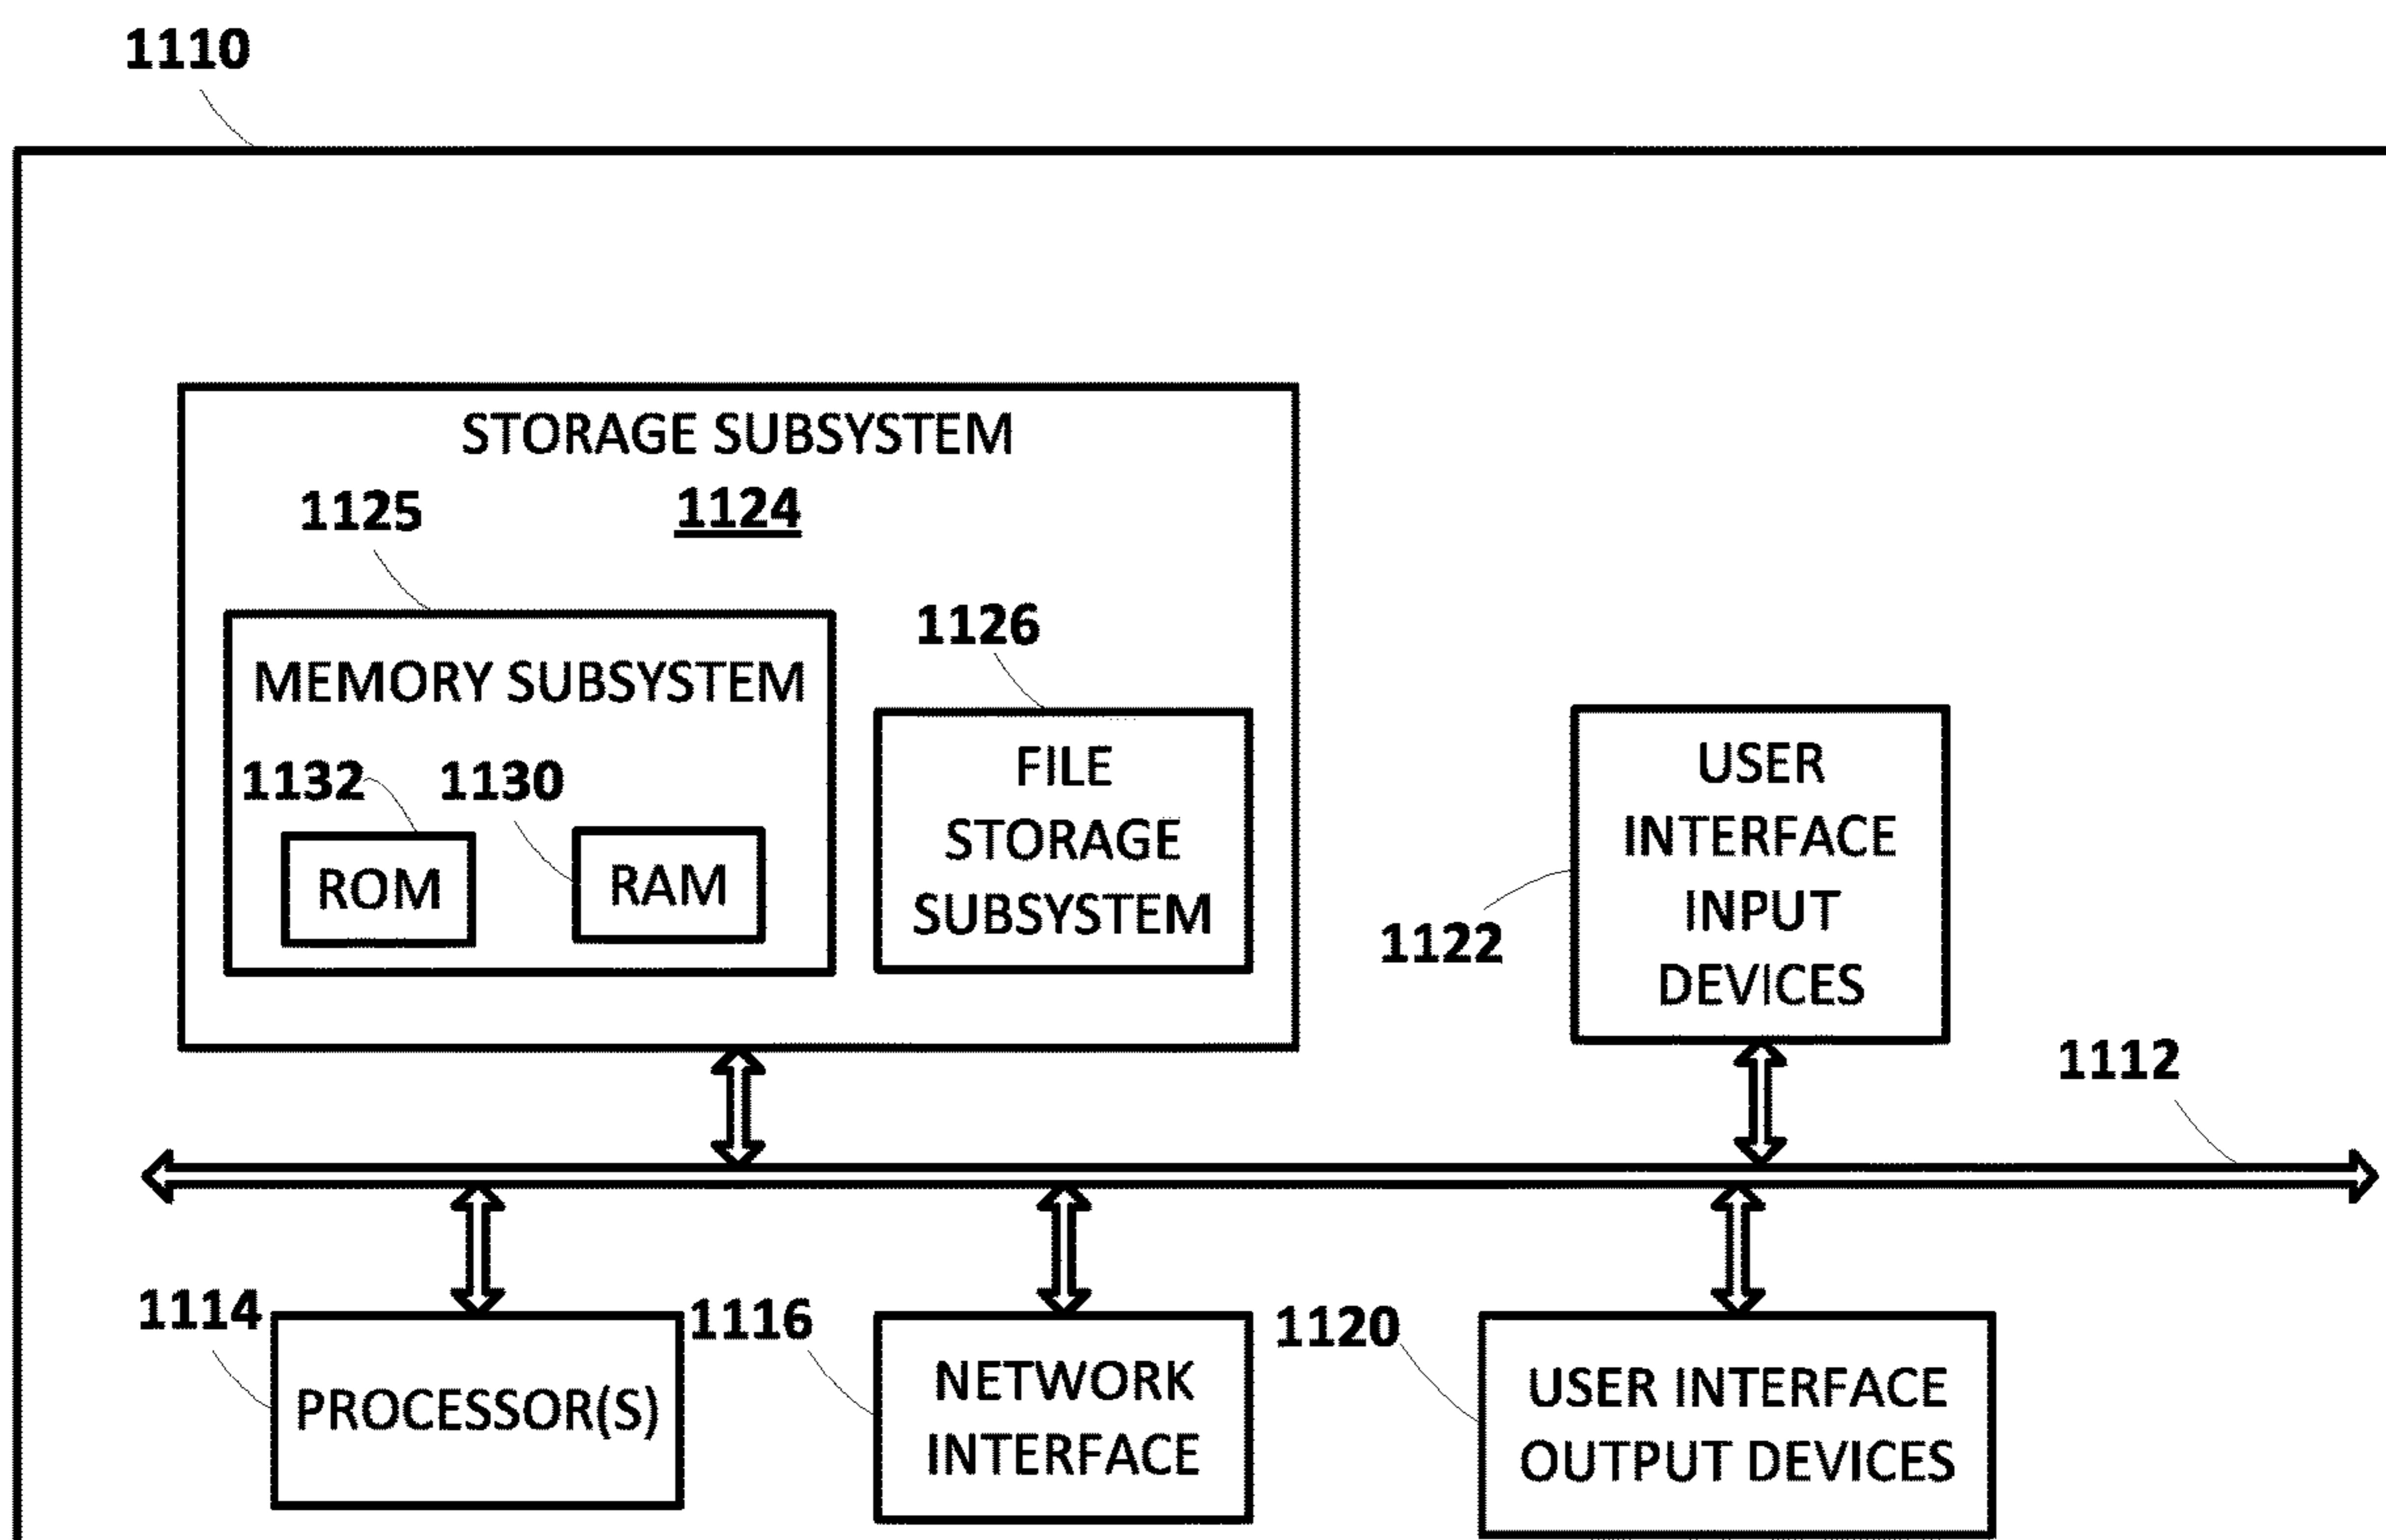 1110
STORAGE SUBSYSTEM
1124
1125
MEMORY SUBSYSTEM
1132
1130
ROM
RAM
1126
FILE
STORAGE
SUBSYSTEM
USER
INTERFACE
INPUT
DEVICES
1122
1112
1114
PROCESSOR(S)
1116
NETWORK
INTERFACE
1120
USER INTERFACE
OUTPUT DEVICES